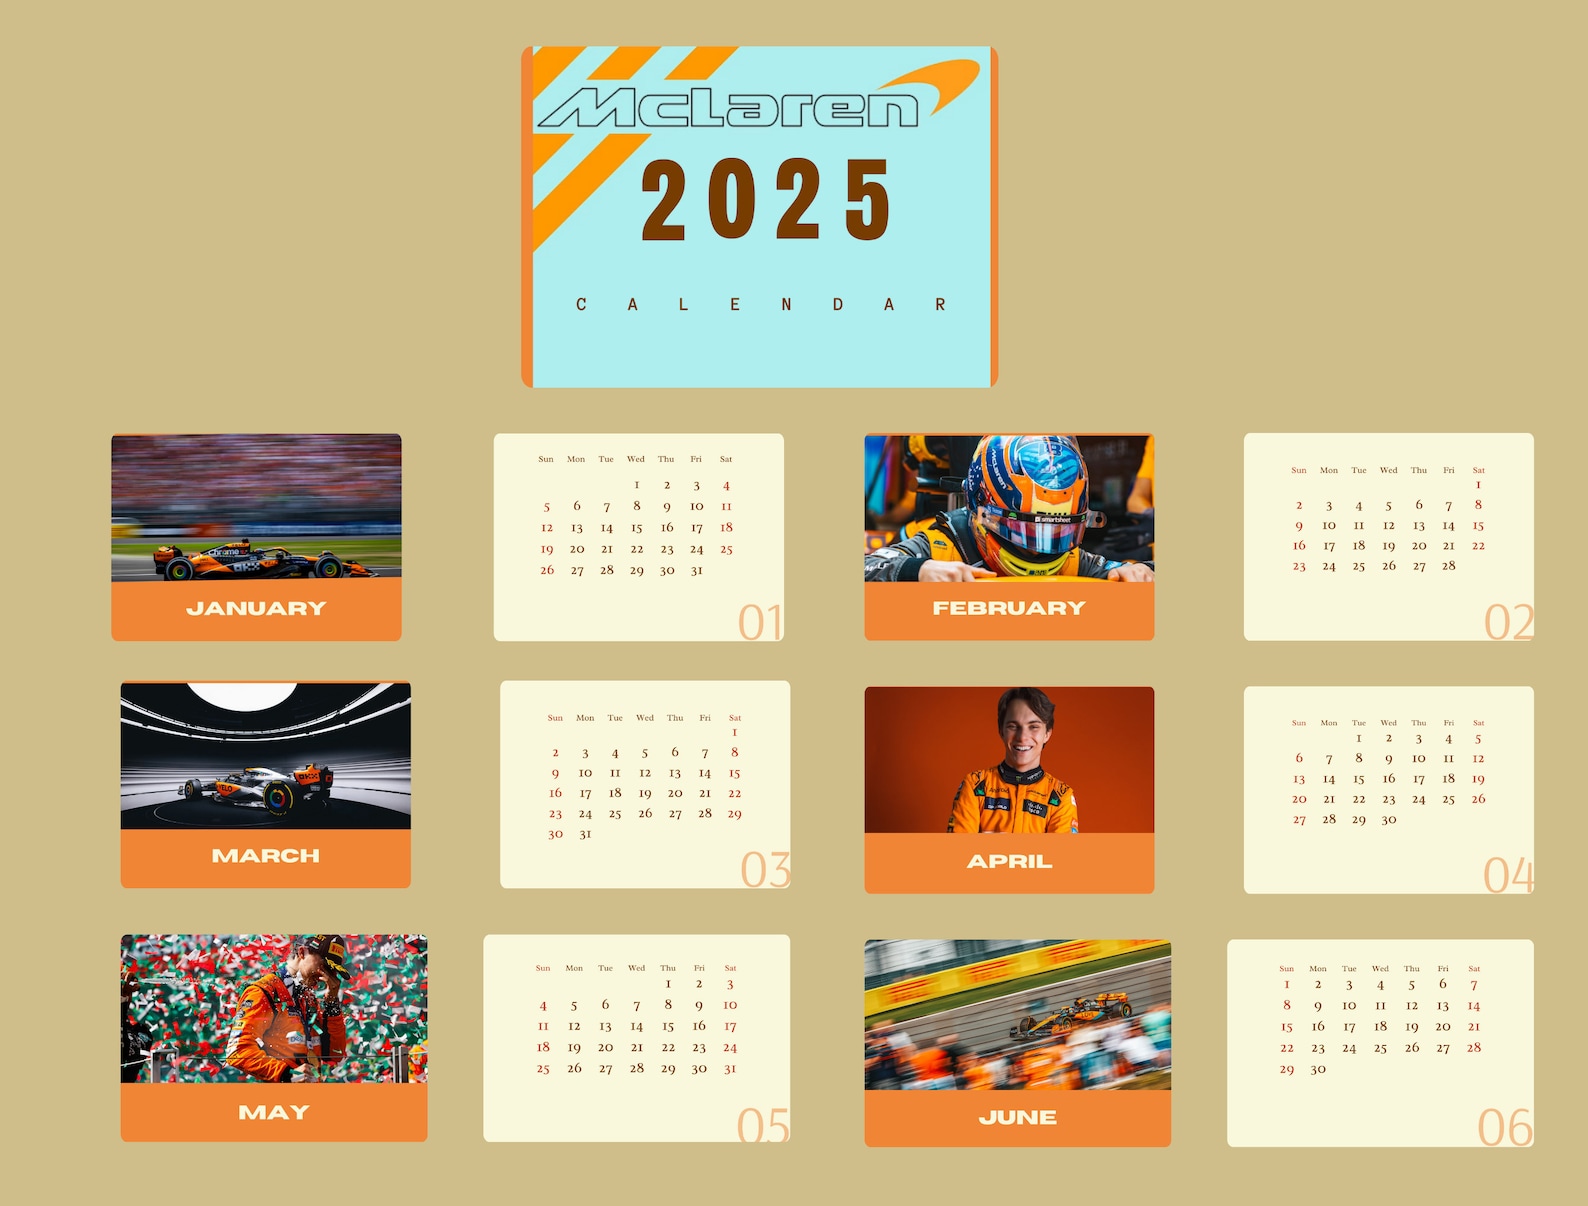 McLaren
2025
CALENDAR
Chrome
OKX
JANUARY
Sun Mon Tue Wed Thu Fri Sat
1 2 3 4
5 6 7 8 9 10 11
12 13 14 15 16 17 18
19 20 21 22 23 24 25
26 27 28 29 30 31
01
McLaren
smartsheet
FEBRUARY
Sun Mon Tue Wed Thu Fri Sat
1
2 3 4 5 6 7 8
9 10 11 12 13 14 15
16 17 18 19 20 21 22
23 24 25 26 27 28
02
OKX
VELO
MARCH
Sun Mon Tue Wed Thu Fri Sat
1
2 3 4 5 6 7 8
9 10 11 12 13 14 15
16 17 18 19 20 21 22
23 24 25 26 27 28 29
30 31
03
APRIL
Sun Mon Tue Wed Thu Fri Sat
1 2 3 4 5
6 7 8 9 10 11 12
13 14 15 16 17 18 19
20 21 22 23 24 25 26
27 28 29 30
04
MAY
Sun Mon Tue Wed Thu Fri Sat
1 2 3
4 5 6 7 8 9 10
11 12 13 14 15 16 17
18 19 20 21 22 23 24
25 26 27 28 29 30 31
05
JUNE
Sun Mon Tue Wed Thu Fri Sat
1 2 3 4 5 6 7
8 9 10 11 12 13 14
15 16 17 18 19 20 21
22 23 24 25 26 27 28
29 30
06